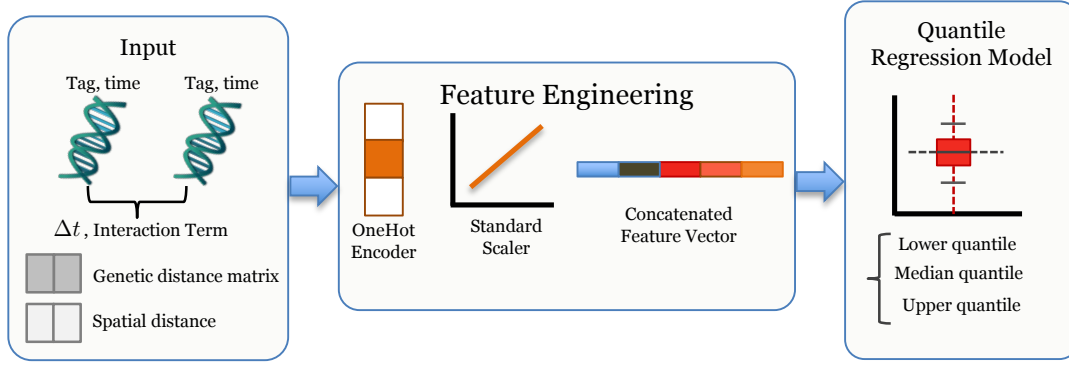 Input
Tag, time Tag, time
Δt, Interaction Term
Genetic distance matrix
Spatial distance
Feature Engineering
OneHot
Encoder
Standard
Scaler
Concatenated
Feature Vector
Quantile
Regression Model
Lower quantile
Median quantile
Upper quantile